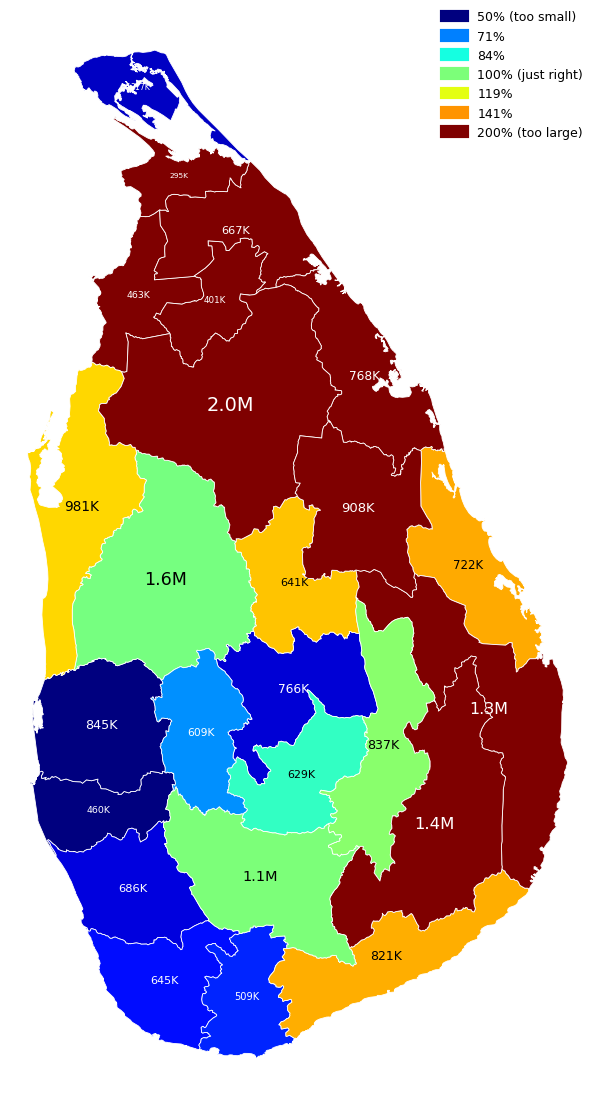 50% (too small)
71%
84%
100% (just right)
119%
141%
200% (too large)
295K
667K
463K
401K
768K
2.0M
981K
908K
722K
1.6M
641K
766K
1.3M
845K
609K
837K
629K
460K
1.4M
1.1M
686K
821K
645K
509K